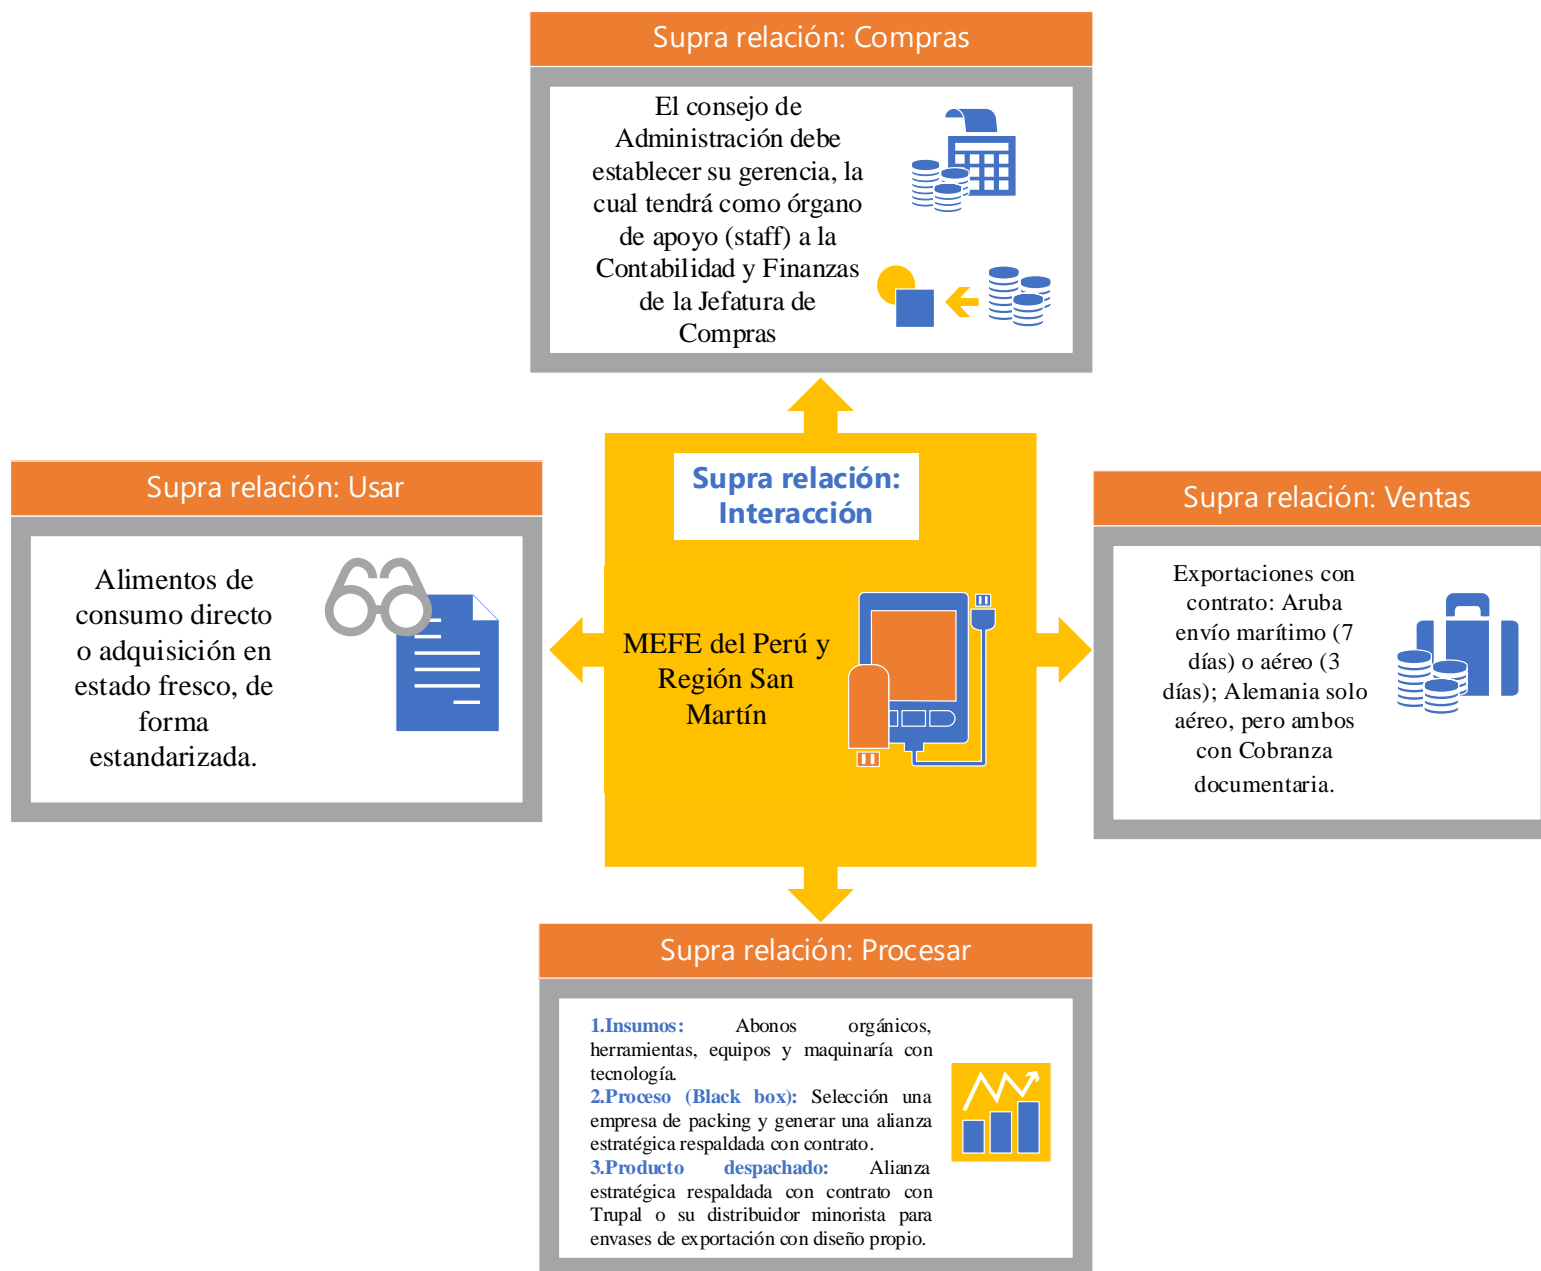 Supra relación: Compras
El consejo de
Administración debe
establecer su gerencia, la
cual tendrá como órgano
de apoyo (staff) a la
Contabilidad y Finanzas
de la Jefatura de
Compras
Supra relación: Usar
Alimentos de
consumo directo
o adquisición en
estado fresco, de
forma
estandarizada.
Supra relación:
Interacción
MEFE del Perú y
Región San
Martín
Supra relación: Ventas
Exportaciones con
contrato: Aruba
envío marítimo (7
días) o aéreo (3
días); Alemania solo
aéreo, pero ambos
con Cobranza
documentaria.
Supra relación: Procesar
1.Insumos: Abonos orgánicos,
herramientas, equipos y maquinaría con
tecnología.
2.Proceso (Black box): Selección una
empresa de packing y generar una alianza
estratégica respaldada con contrato.
3.Producto despachado: Alianza
estratégica respaldada con contrato con
Trupal o su distribuidor minorista para
envases de exportación con diseño propio.